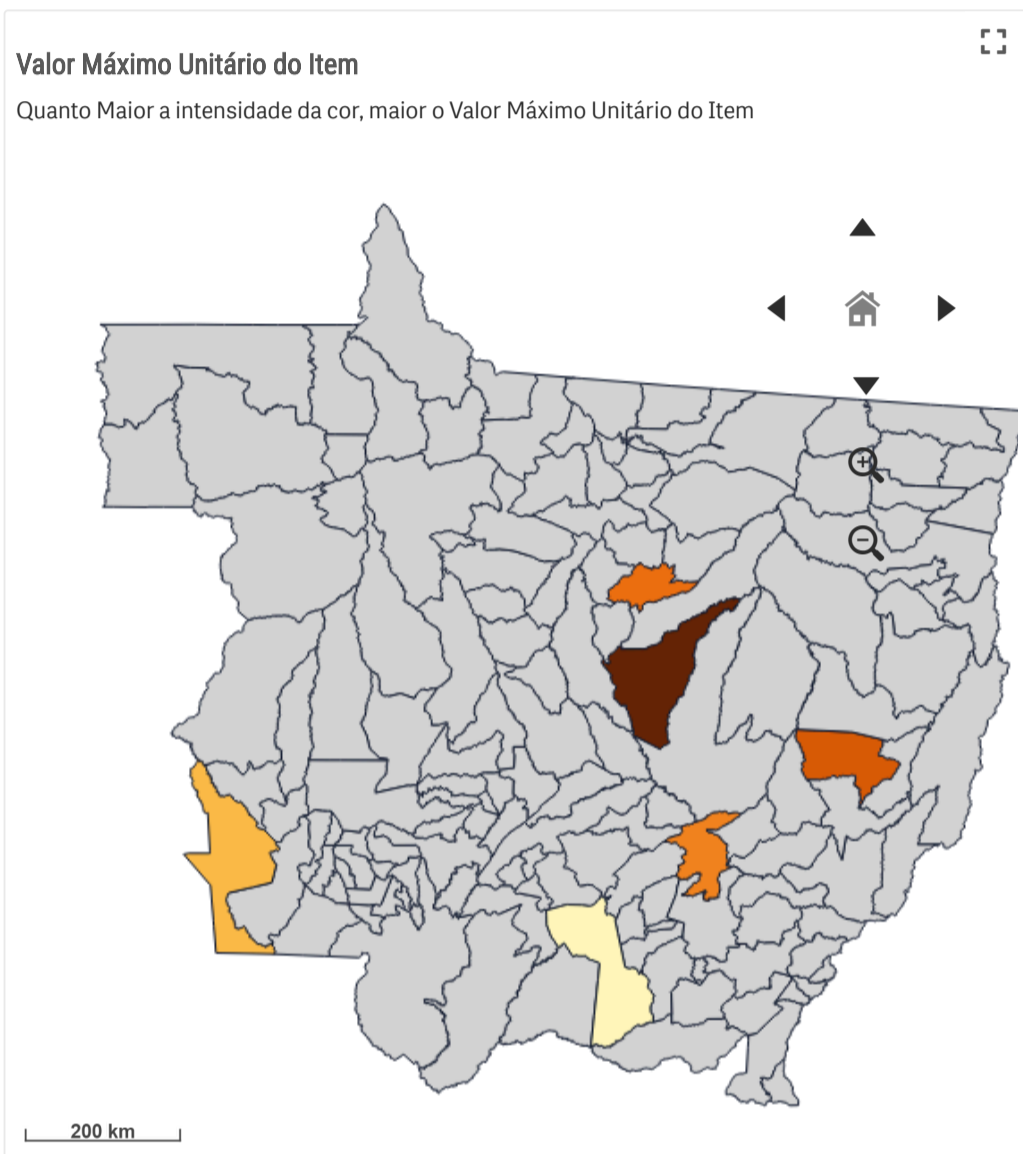 Valor Máximo Unitário do Item
Quanto Maior a intensidade da cor, maior o Valor Máximo Unitário do Item
200 km